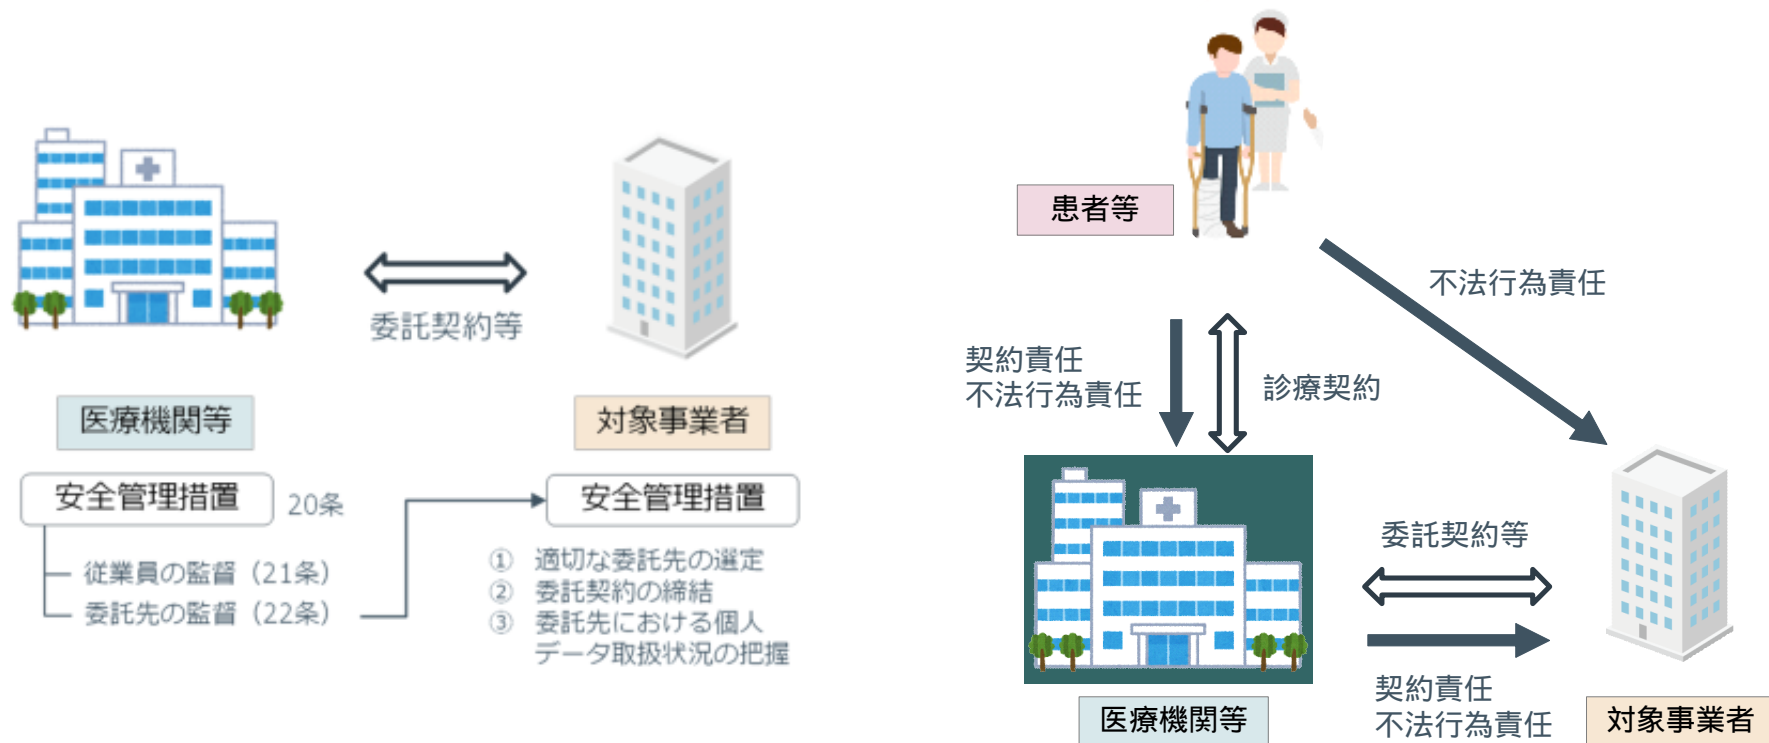 委託契約等
医療機関等
対象事業者
安全管理措置
20条
従業員の監督（21条）
委託先の監督（22条）
安全管理措置
① 適切な委託先の選定
② 委託契約の締結
③ 委託先における個人
データ取扱状況の把握
患者等
不法行為責任
契約責任
不法行為責任
診療契約
委託契約等
契約責任
不法行為責任
医療機関等
対象事業者